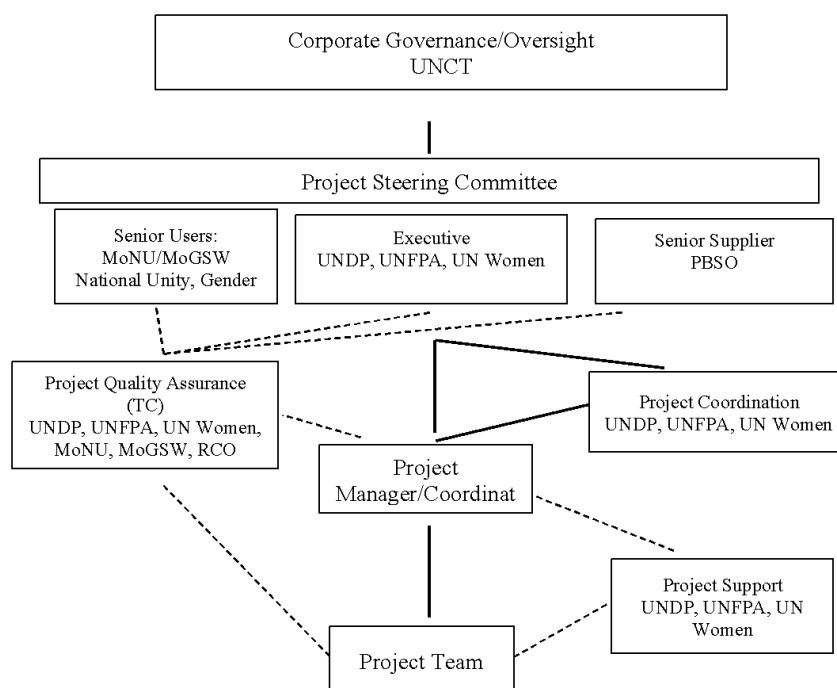 Corporate Governance/Oversight
UNCT
Project Steering Committee
Senior Users:
MoNU/MoGSW
National Unity, Gender
Executive
UNDP, UNFPA, UN Women
Senior Supplier
PBSO
Project Quality Assurance
(TC)
UNDP, UNFPA, UN Women,
MoNU, MoGSW, RCO
Project Coordination
UNDP, UNFPA, UN Women
Project
Manager/Coordinat
Project Support
UNDP, UNFPA, UN
Women
Project Team